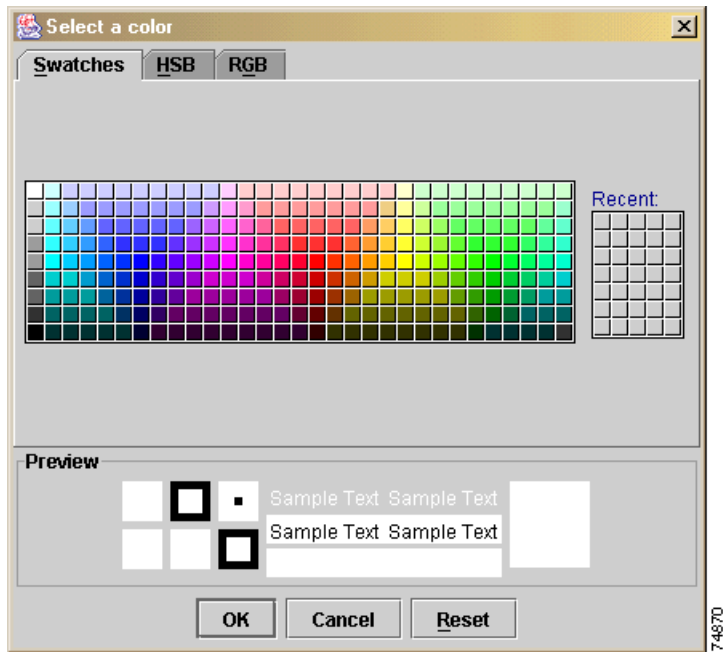 Select a color
Swatches HSB RGB
Recent:
Preview
Sample Text Sample Text
Sample Text Sample Text
OK Cancel Reset
74870